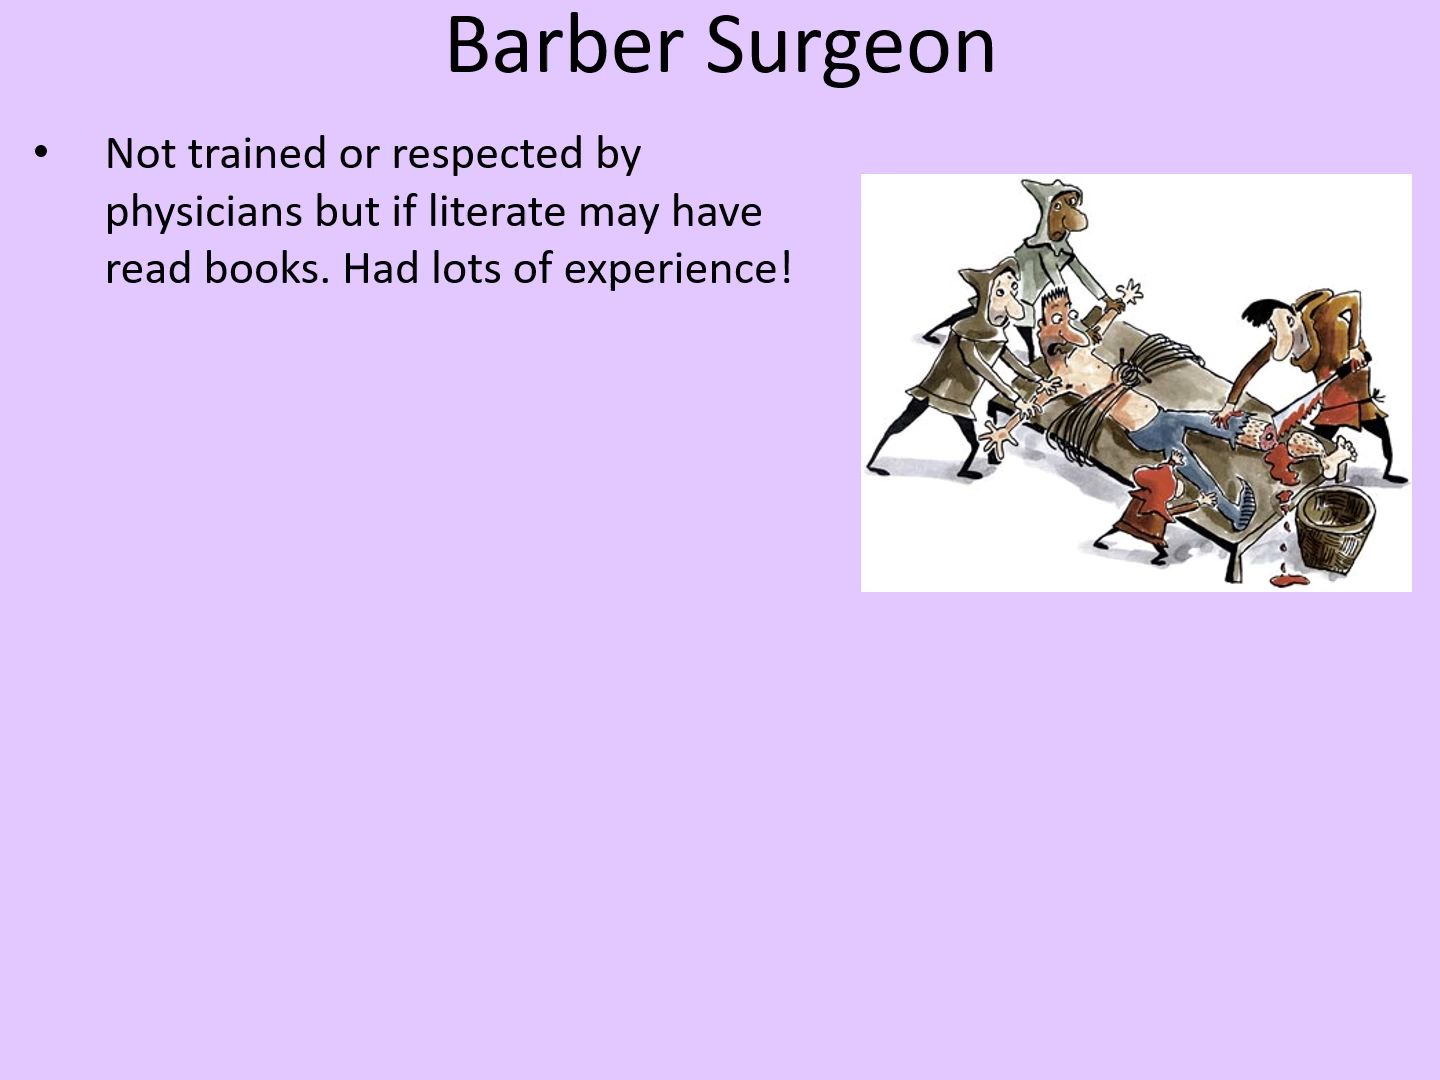 Barber Surgeon
• Not trained or respected by
physicians but if literate may have
read books. Had lots of experience!